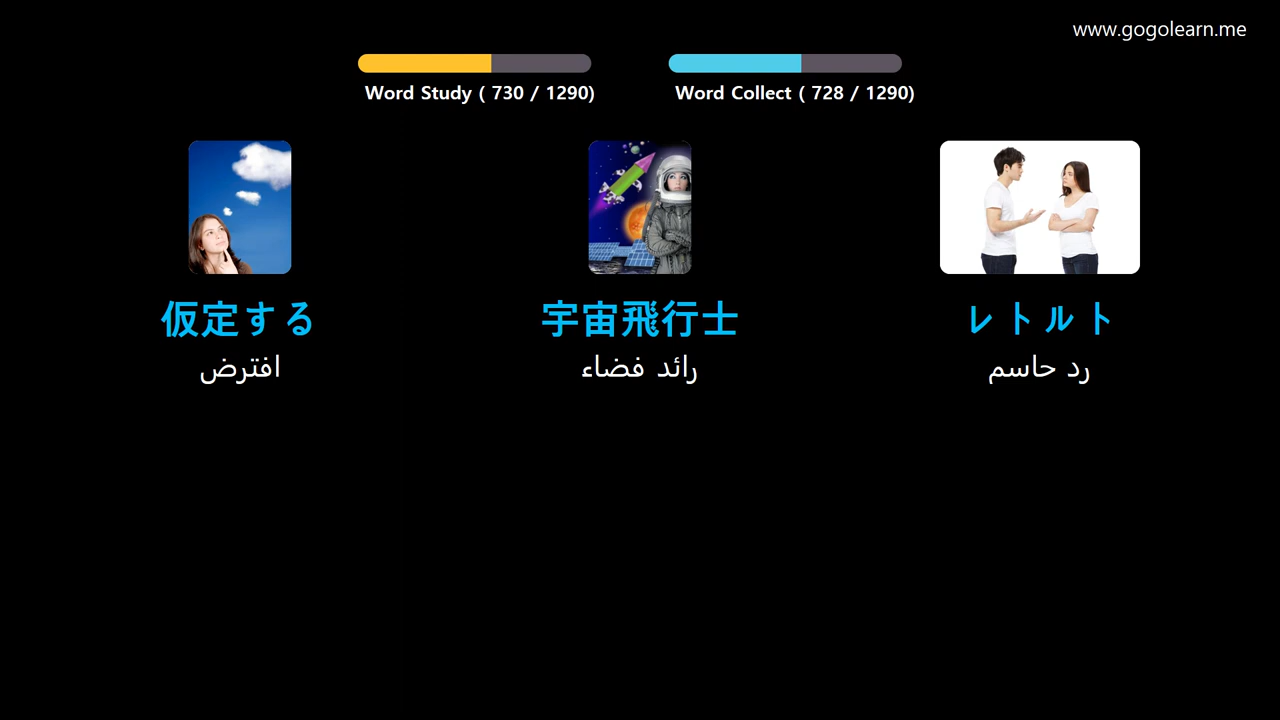 www.gogolearn.me
Word Study ( 730 / 1290)
Word Collect ( 728 / 1290)
仮定する
宇宙飛行士
レトルト
افترض
رائد فضاء
رد حاسم